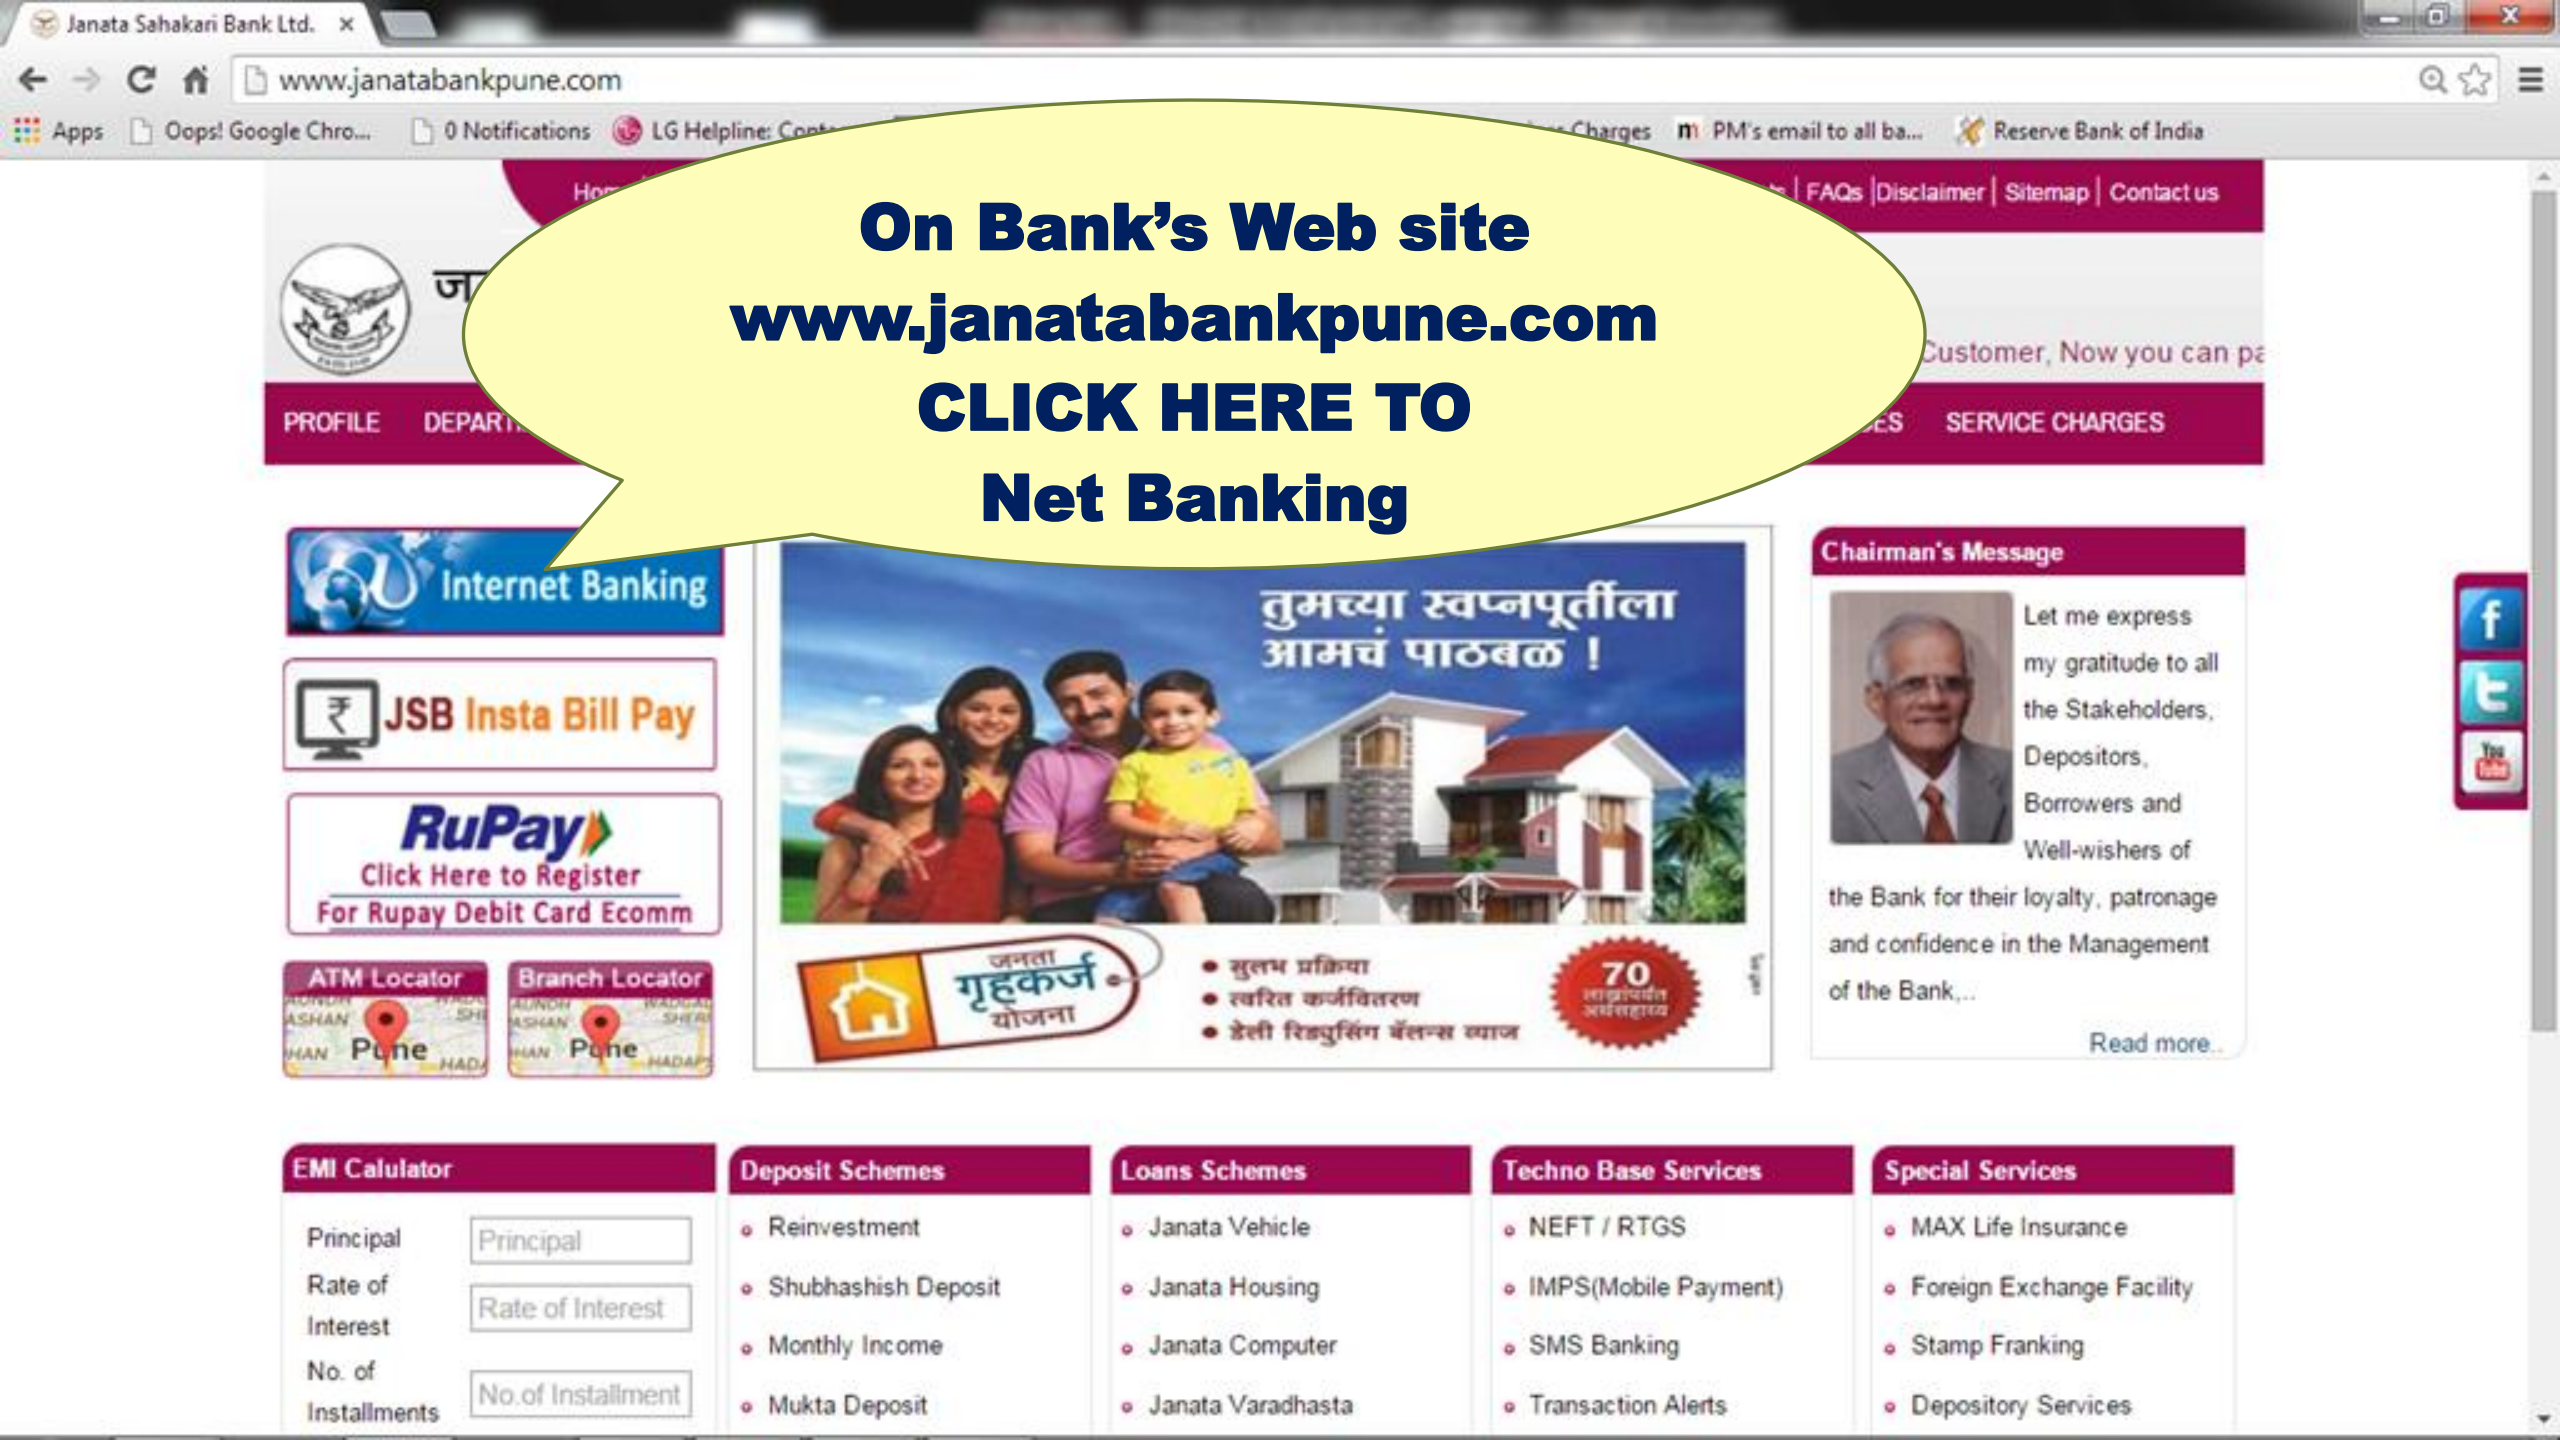 Janata Sahakari Bank Ltd.
www.janatabankpune.com
Apps Oops! Google Chro... 0 Notifications LG Helpline: Charges PM's email to all ba... Reserve Bank of India
FAQs | Disclaimer | Sitemap | Contact us
On Bank’s Web site
www.janatabankpune.com
CLICK HERE TO
Net Banking
Customer, Now you can pa
PROFILE SERVICE CHARGES
Internet Banking
JSB Insta Bill Pay
RuPay
Click Here to Register
For Rupay Debit Card Ecomm
ATM Locator
Pune
Branch Locator
Pune
तुमच्या स्वप्नपूर्तीला
आमचं पाठबळ !
जनता
गृहकर्ज
योजना
सुलभ प्रक्रिया
त्वरित कर्जवितरण
डेली रिड्युसिंग बॅलन्स व्याज
70
लाखांपर्यंत
अर्थसहाय्य
Chairman's Message
Let me express
my gratitude to all
the Stakeholders,
Depositors,
Borrowers and
Well-wishers of
the Bank for their loyalty, patronage
and confidence in the Management
of the Bank,..
Read more..
You
Tube
EMI Calulator
Principal Principal
Rate of
Interest Rate of Interest
No. of
Installments No.of Installment
Deposit Schemes
Reinvestment
Shubhashish Deposit
Monthly Income
Mukta Deposit
Loans Schemes
Janata Vehicle
Janata Housing
Janata Computer
Janata Varadhasta
Techno Base Services
NEFT / RTGS
IMPS(Mobile Payment)
SMS Banking
Transaction Alerts
Special Services
MAX Life Insurance
Foreign Exchange Facility
Stamp Franking
Depository Services